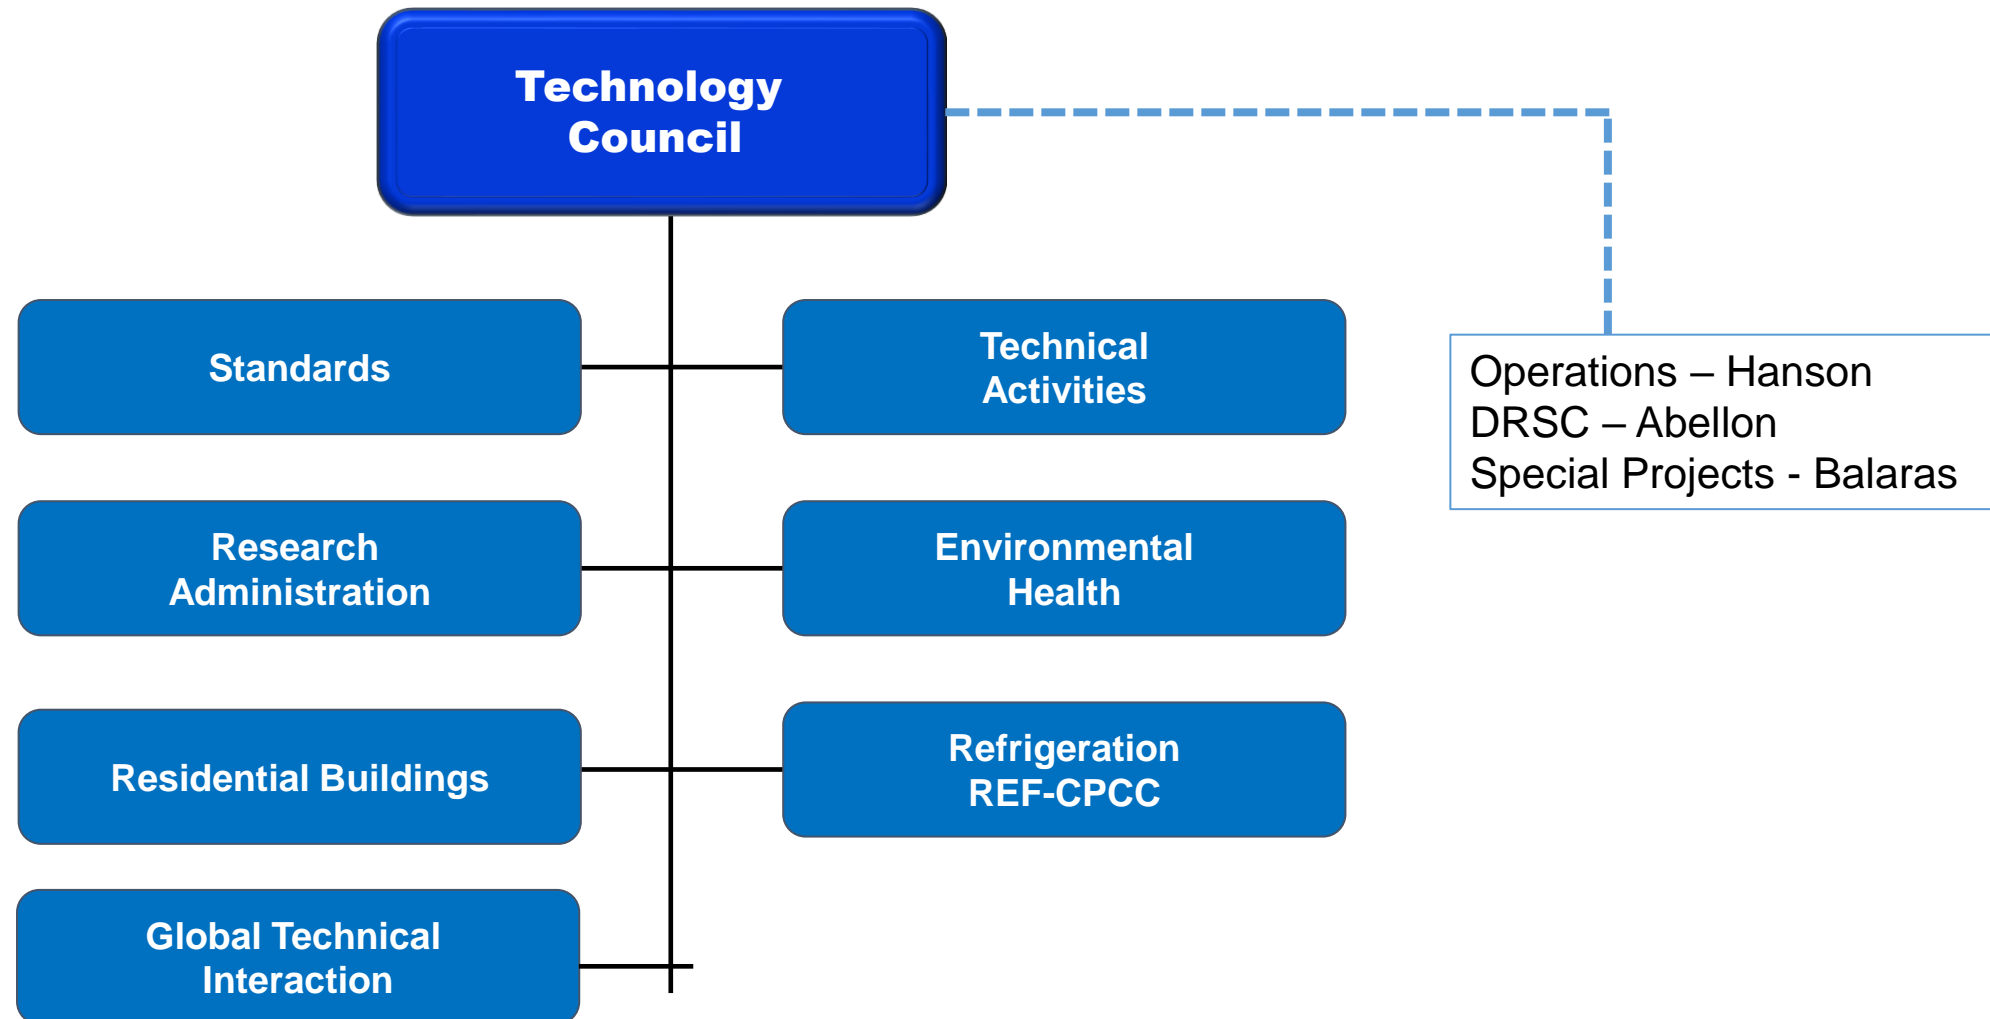 Technology
Council
Standards
Technical
Activities
Operations – Hanson
DRSC – Abellon
Special Projects - Balaras
Research
Administration
Environmental
Health
Residential Buildings
Refrigeration
REF-CPCC
Global Technical
Interaction